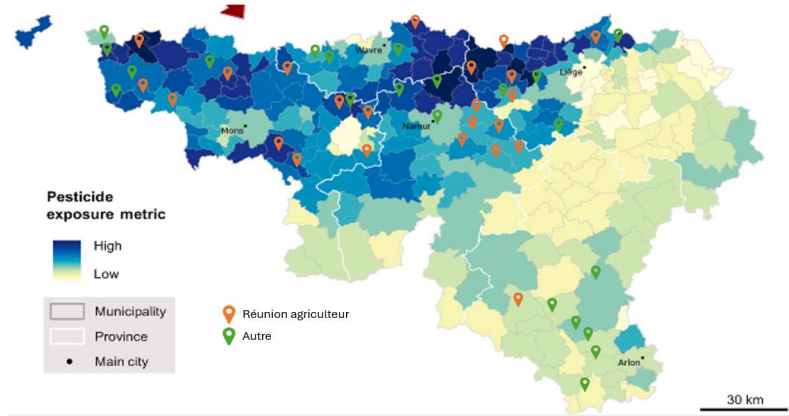 Wavre
Liège
Mons
Namur
Pesticide
exposure metric
High
Low
Municipality
Province
Main city
Réunion agriculteur
Autre
Arlon
30 km